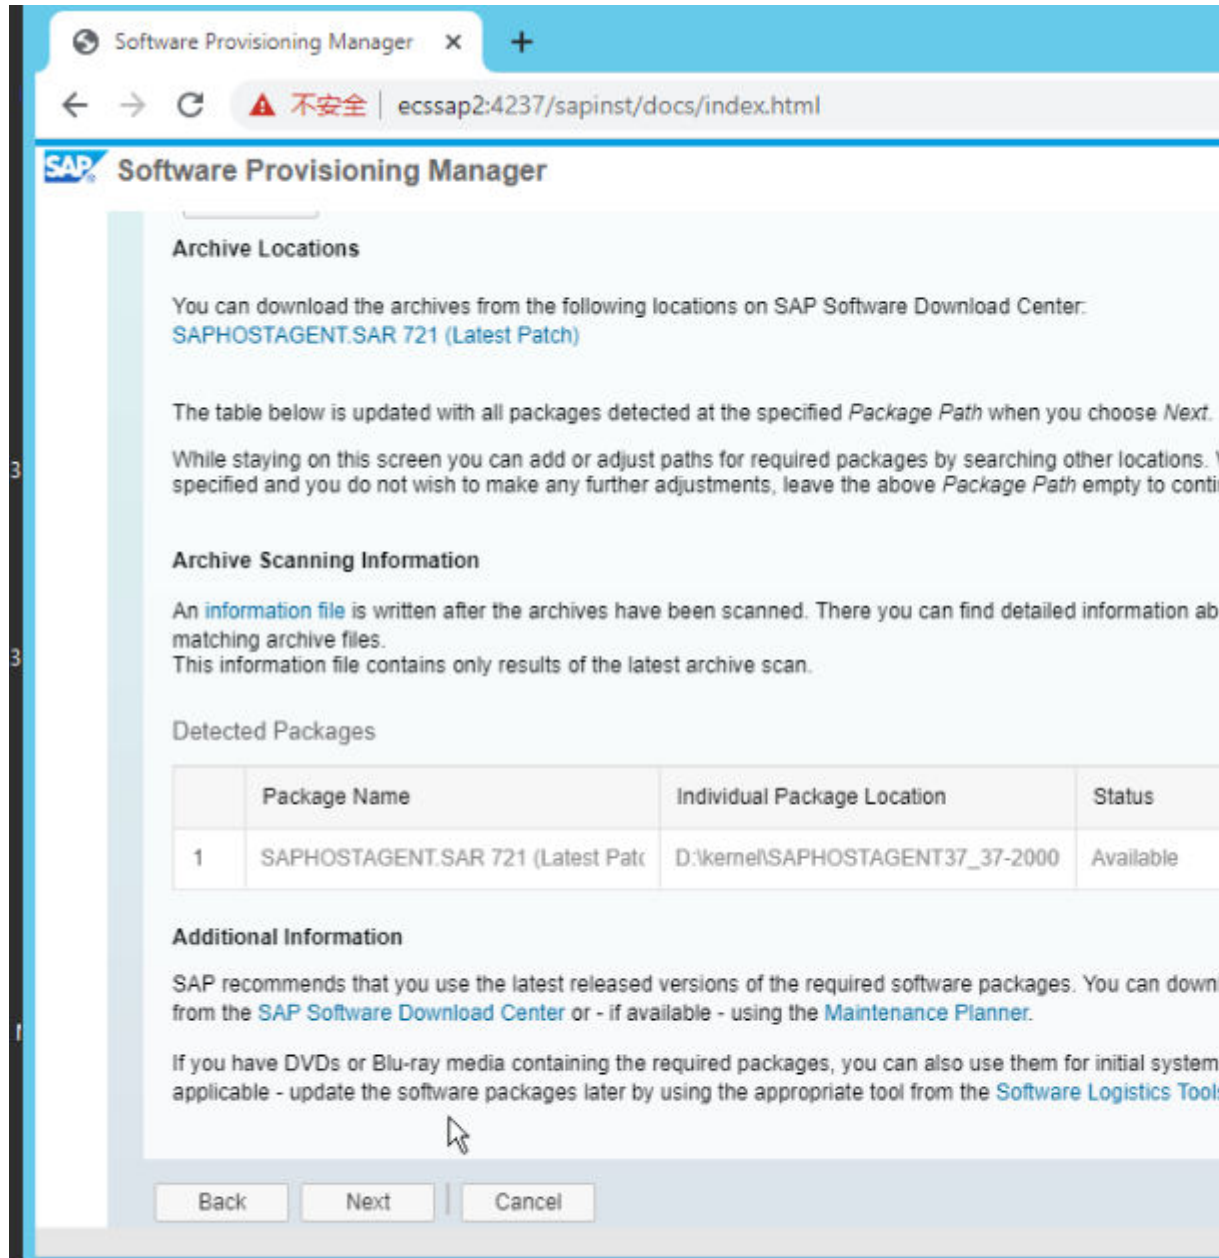 Software Provisioning Manager
不安全 ecssap2:4237/sapinst/docs/index.html
SAP Software Provisioning Manager
Archive Locations
You can download the archives from the following locations on SAP Software Download Center:
SAPHOSTAGENT.SAR 721 (Latest Patch)
The table below is updated with all packages detected at the specified Package Path when you choose Next.
While staying on this screen you can add or adjust paths for required packages by searching other locations.
specified and you do not wish to make any further adjustments, leave the above Package Path empty to conti
An information file is written after the archives have been scanned. There you can find detailed information ab
Archive Scanning Information
matching archive files.
This information file contains only results of the latest archive scan.
Detected Packages
Package Name Individual Package Location Status
1 SAPHOSTAGENT.SAR 721 (Latest Patc D:\kernel\SAPHOSTAGENT37_37-2000 Available
Additional Information
SAP recommends that you use the latest released versions of the required software packages. You can downl
from the SAP Software Download Center or - if available - using the Maintenance Planner.
If you have DVDs or Blu-ray media containing the required packages, you can also use them for initial system
applicable - update the software packages later by using the appropriate tool from the Software Logistics Tools
Back Next Cancel